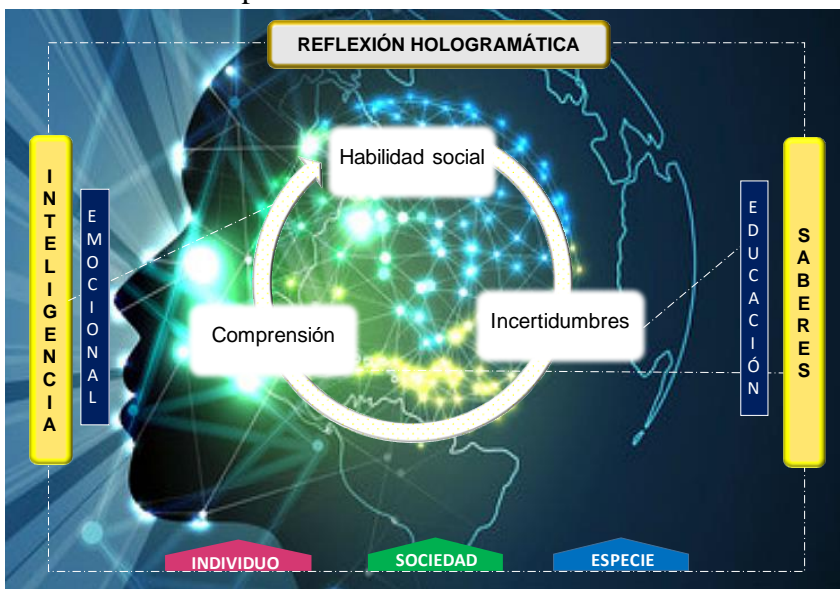 REFLEXIÓN HOLOGRAMÁTICA
INTELIGENCIA
EMOCIONAL
Habilidad social
Comprensión
Incertidumbres
EDUCACIÓN
SABERES
INDIVIDUO
SOCIEDAD
ESPECIE